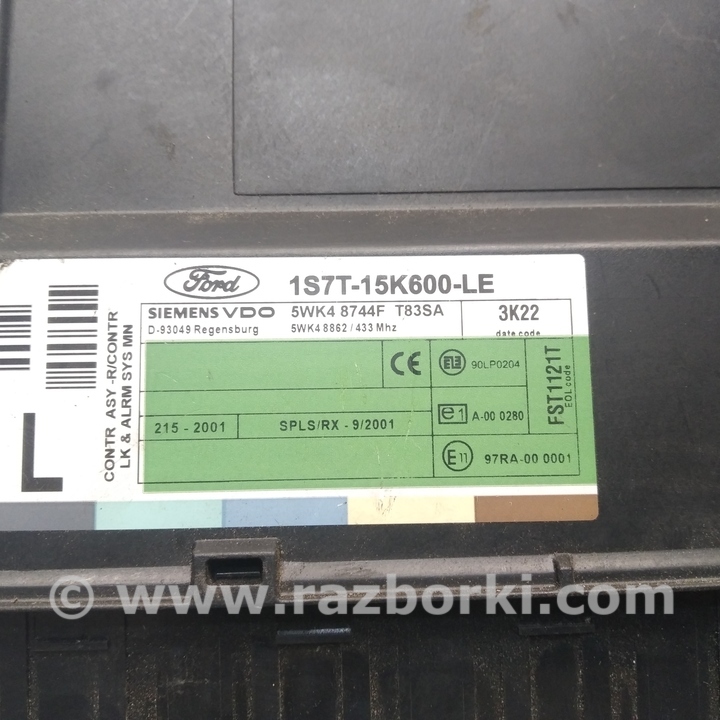 Ford
1S7T-15K600-LE
SIEMENS VDO
D-93049 Regensburg
5WK4 8744F T83SA
5WK4 8862 / 433 Mhz
3K22
date code
CONTR ASY -R/CONTR
LK & ALRM SYS MN
L
CE
90LP0204
e1
A-00 0280
FST1121T
EOL code
215 - 2001
SPLS/RX - 9/2001
E11
97RA-00 0001
© www.razborki.com